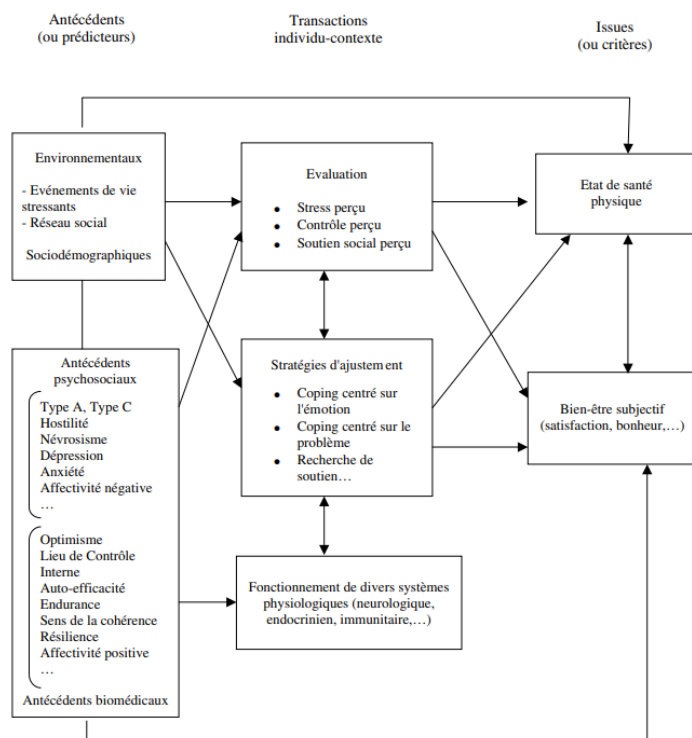 Antécédents
(ou prédicteurs)
Transactions
individu-contexte
Issues
(ou critères)
Environnementaux
- Evénements de vie
stressants
- Réseau social
Sociodémographiques
Evaluation
● Stress perçu
● Contrôle perçu
● Soutien social perçu
Etat de santé
physique
Antécédents
psychosociaux
Type A, Type C
Hostilité
Névrosisme
Dépression
Anxiété
Affectivité négative
…
Optimisme
Lieu de Contrôle
Interne
Auto-efficacité
Endurance
Sens de la cohérence
Résilience
Affectivité positive
…
Antécédents biomédicaux
Stratégies d'ajustement
● Coping centré sur
l'émotion
● Coping centré sur le
problème
● Recherche de
soutien…
Bien-être subjectif
(satisfaction, bonheur,…)
Fonctionnement de divers systèmes
physiologiques (neurologique,
endocrinien, immunitaire,…)